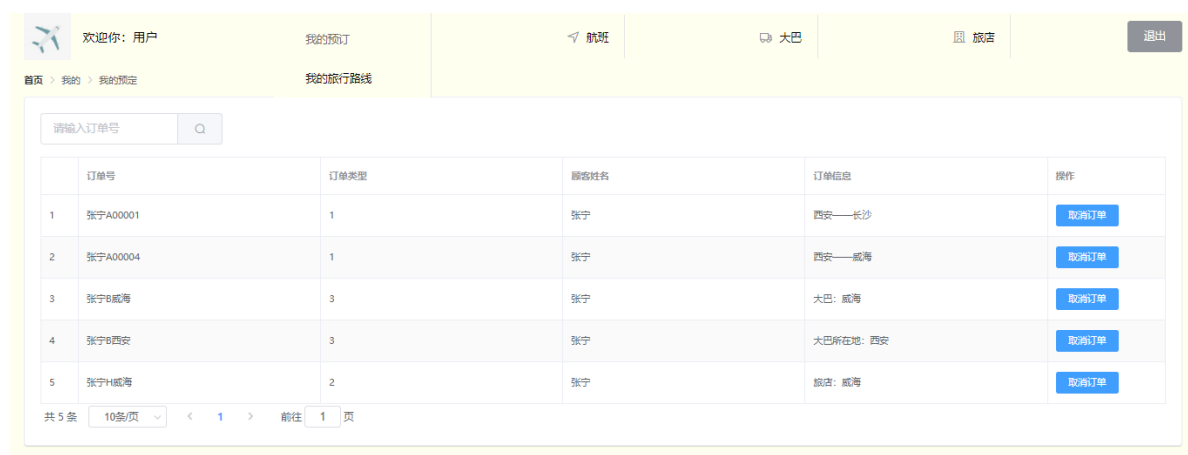 欢迎你：用户
我的预订
航班
大巴
旅店
退出
首页 > 我的 > 我的预定
我的旅行路线
请输入订单号
订单号 订单类型 顾客姓名 订单信息 操作
1 张宁A00001 1 张宁 西安——长沙 取消订单
2 张宁A00004 1 张宁 西安——威海 取消订单
3 张宁B威海 3 张宁 大巴：威海 取消订单
4 张宁B西安 3 张宁 大巴所在地：西安 取消订单
5 张宁H威海 2 张宁 旅店：威海 取消订单
共 5 条 10条/页 < 1 > 前往 1 页